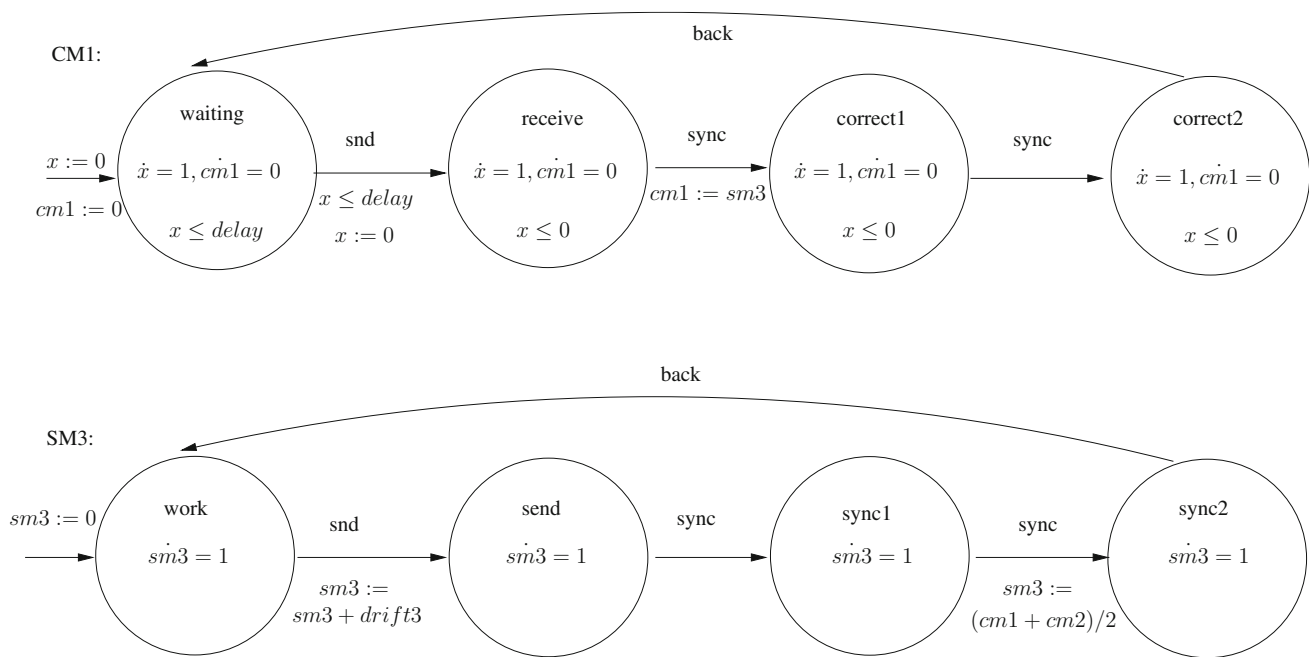 back
CM1:
waiting
receive
correct1
correct2
snd
sync
sync
x := 0
ẋ = 1, cṁ1 = 0
ẋ = 1, cṁ1 = 0
ẋ = 1, cṁ1 = 0
ẋ = 1, cṁ1 = 0
cm1 := 0
x ≤ delay
cm1 := sm3
x ≤ delay
x := 0
x ≤ 0
x ≤ 0
x ≤ 0
back
SM3:
sm3 := 0
work
send
sync1
sync2
snd
sync
sync
sṁ3 = 1
sṁ3 = 1
sṁ3 = 1
sṁ3 = 1
sm3 :=
sm3 + drift3
sm3 :=
(cm1 + cm2)/2